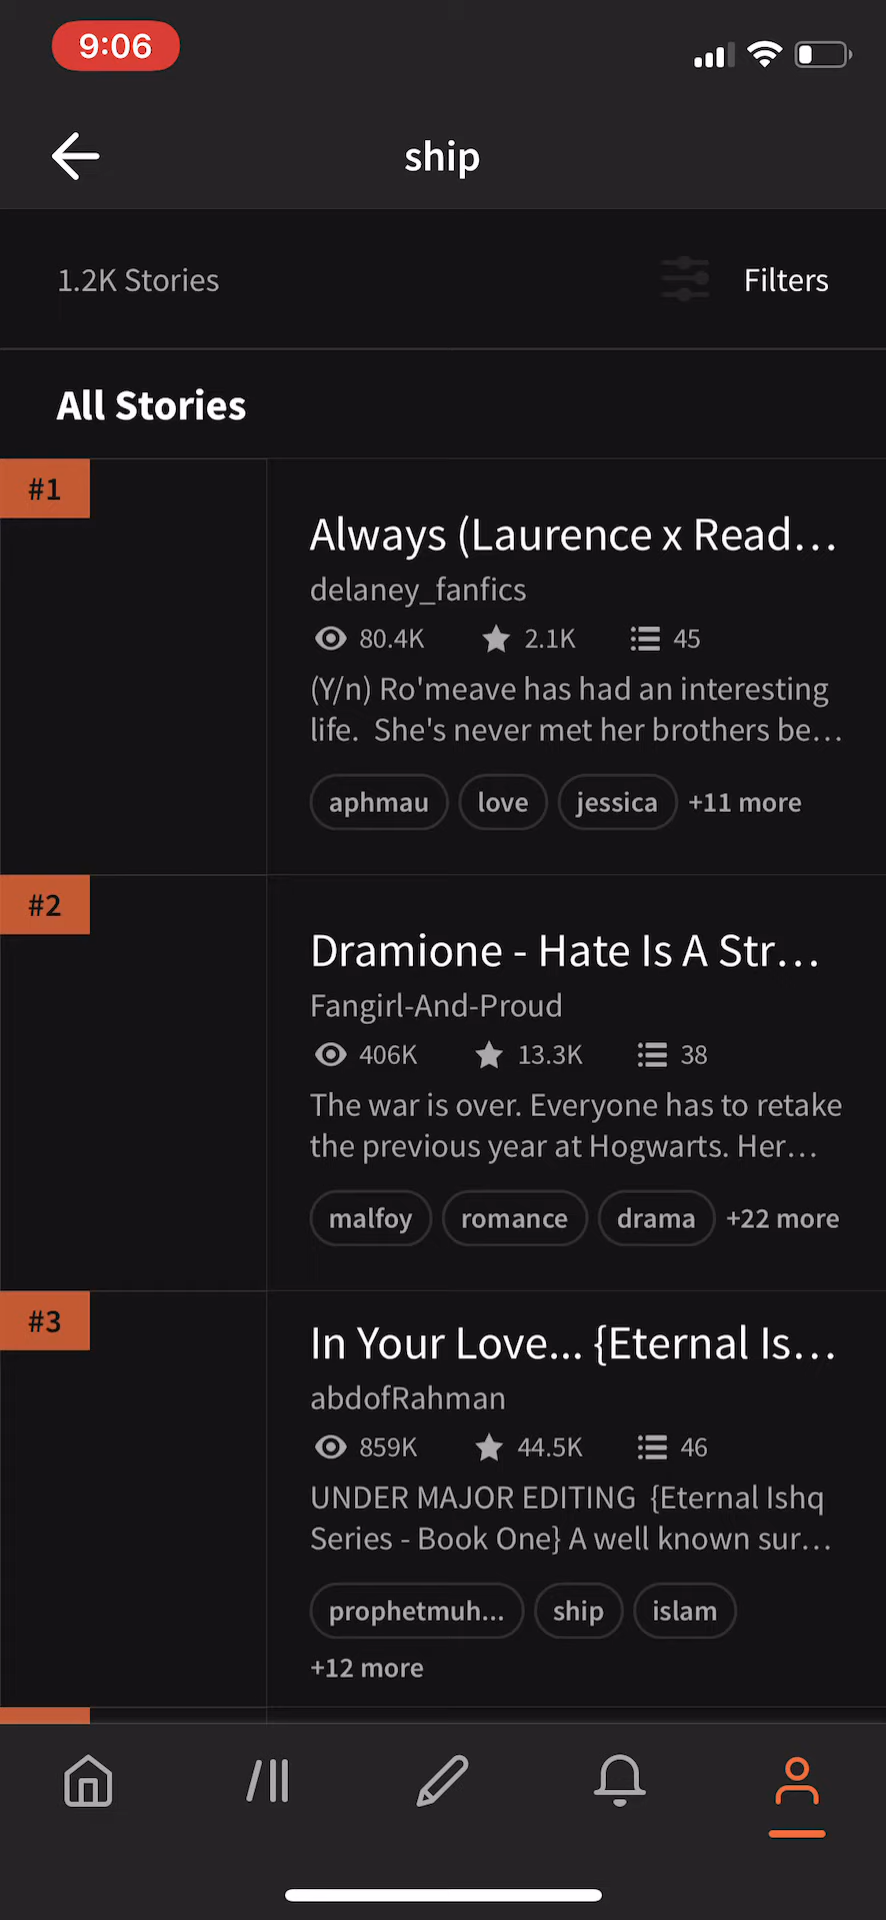 9:06
ship
1.2K Stories
Filters
All Stories
#1
Always (Laurence x Read...
delaney_fanfics
80.4K 2.1K 45
(Y/n) Ro'meave has had an interesting
life.  She's never met her brothers be...
aphmau love jessica +11 more
#2
Dramione - Hate Is A Str...
Fangirl-And-Proud
406K 13.3K 38
The war is over. Everyone has to retake
the previous year at Hogwarts. Her...
malfoy romance drama +22 more
#3
In Your Love... {Eternal Is...
abdofRahman
859K 44.5K 46
UNDER MAJOR EDITING  {Eternal Ishq
Series - Book One} A well known sur...
prophetmuh... ship islam
+12 more